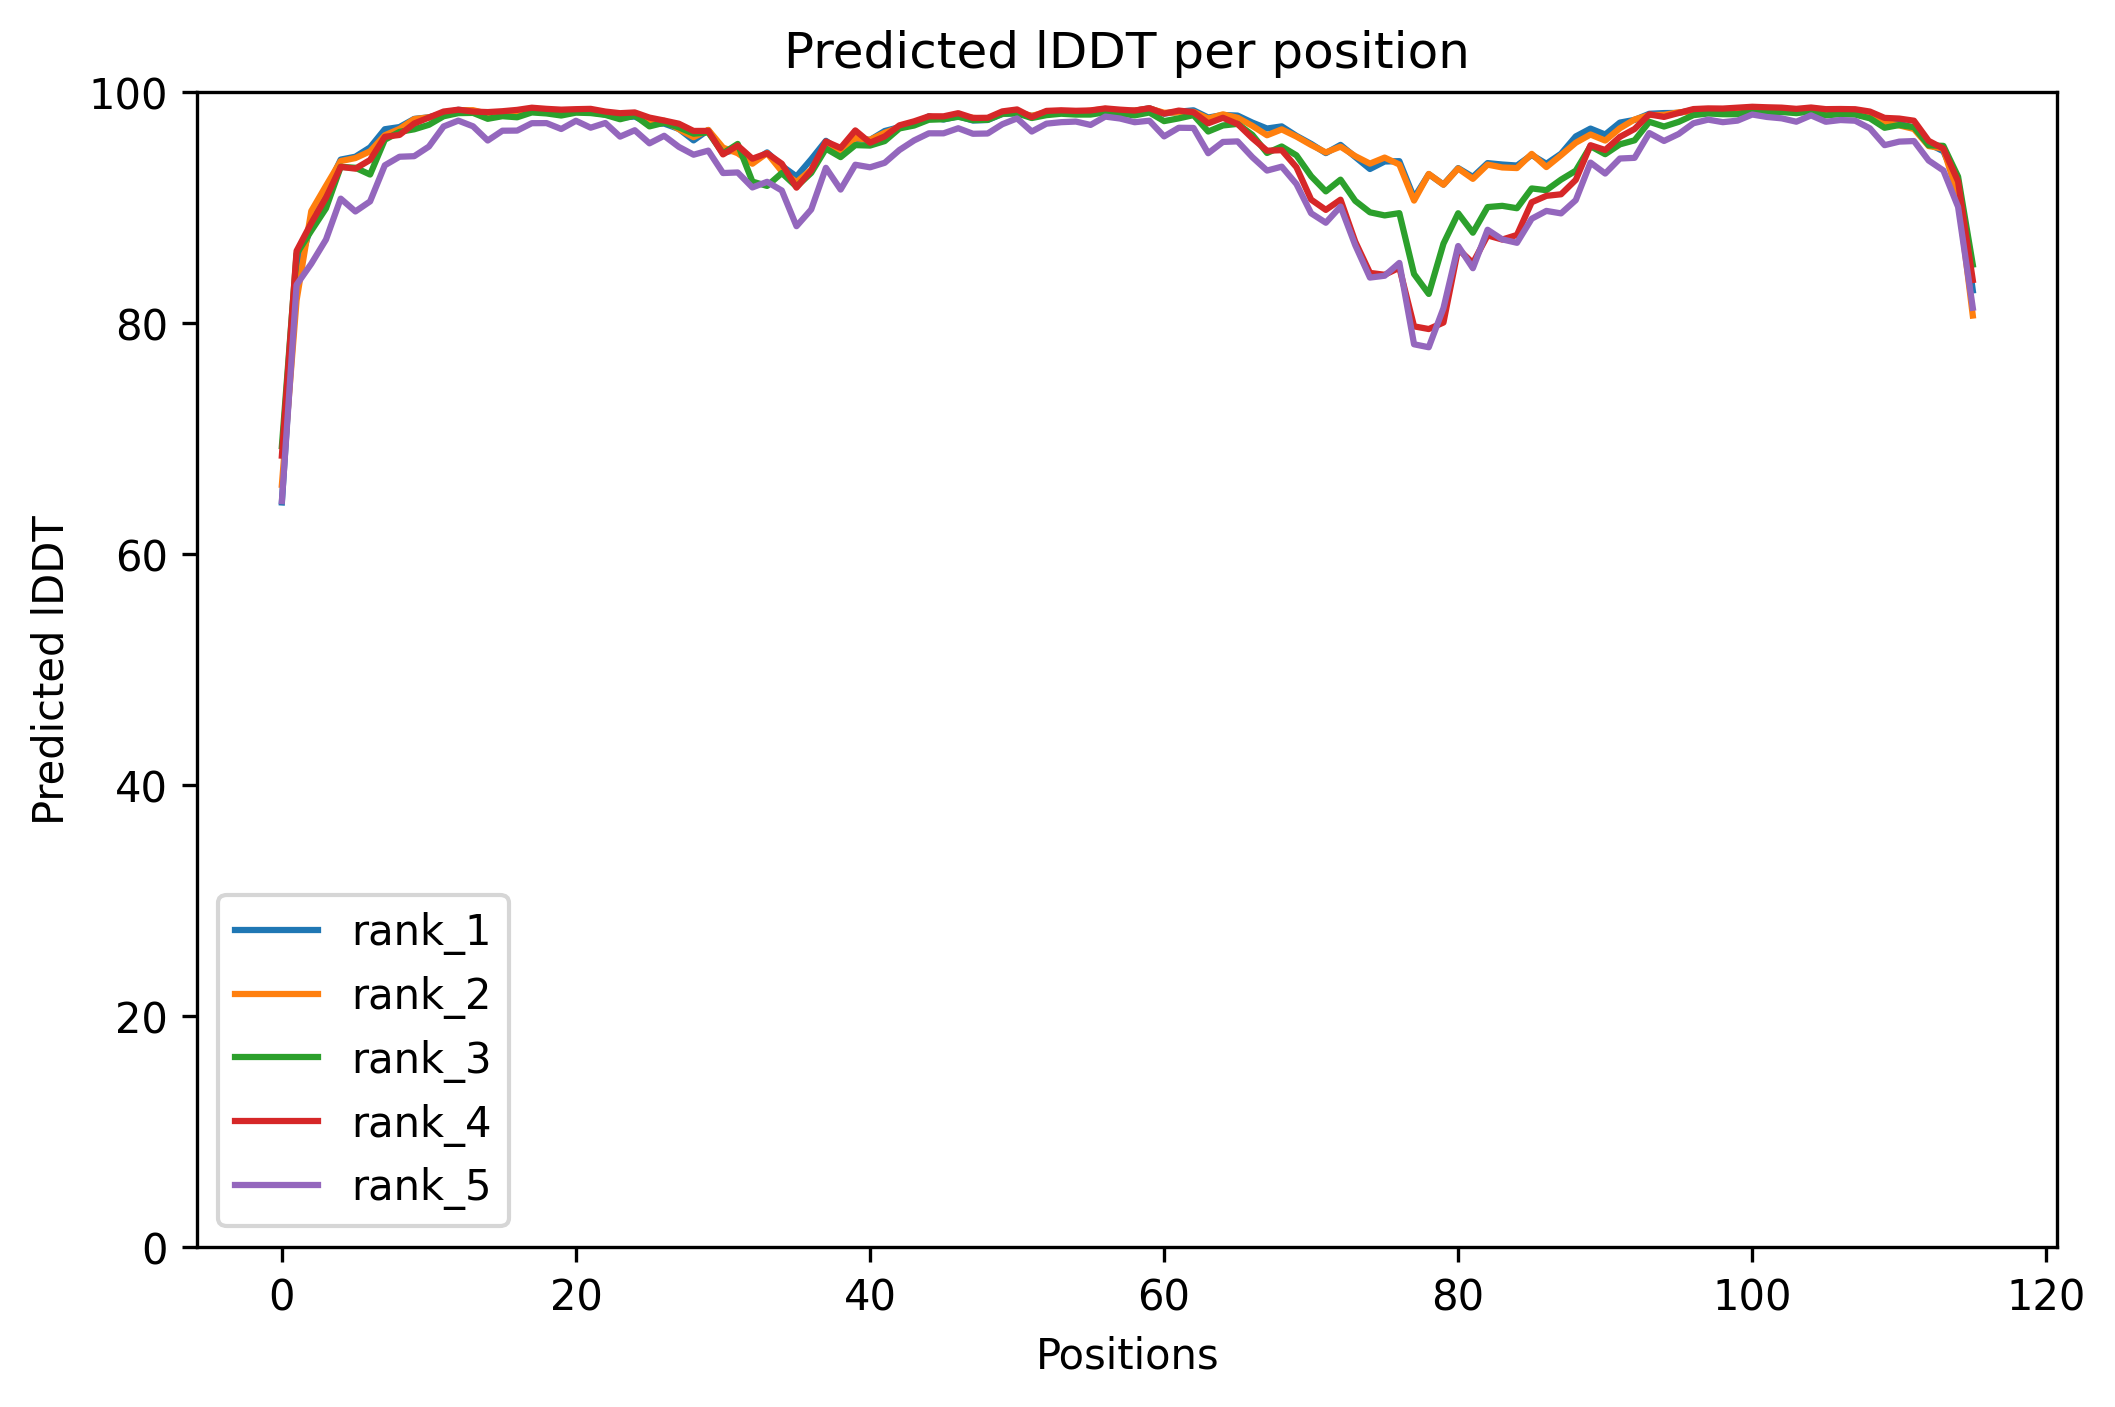 Predicted lDDT per position
100
80
60
40
20
0
Predicted lDDT
rank_1
rank_2
rank_3
rank_4
rank_5
0 20 40 60 80 100 120
Positions